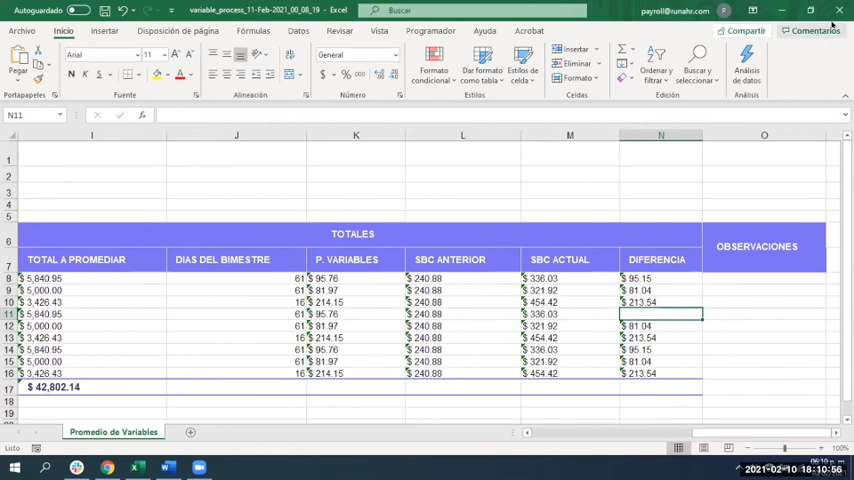 Autoguardado
variable_process_11-Feb-2021_00_08_19 - Excel
Buscar
payroll@runahr.com
P
Archivo Inicio Insertar Disposición de página Fórmulas Datos Revisar Vista Programador Ayuda Acrobat Compartir Comentarios
Pegar
Arial 11
General
Formato condicional
Dar formato como tabla
Estilos de celda
Insertar
Eliminar
Formato
Ordenar y filtrar
Buscar y seleccionar
Análisis de datos
N K S
$ % 000
Portapapeles Fuente Alineación Número Estilos Celdas Edición Análisis
N11
fx
I J K L M N O
1
2
3
4
5
6 TOTALES OBSERVACIONES
7 TOTAL A PROMEDIAR DIAS DEL BIMESTRE P. VARIABLES SBC ANTERIOR SBC ACTUAL DIFERENCIA
8 $ 5,840.95 61 $ 95.76 $ 240.88 $ 336.03 $ 95.15
9 $ 5,000.00 61 $ 81.97 $ 240.88 $ 321.92 $ 81.04
10 $ 3,426.43 16 $ 214.15 $ 240.88 $ 454.42 $ 213.54
11 $ 5,840.95 61 $ 95.76 $ 240.88 $ 336.03
12 $ 5,000.00 61 $ 81.97 $ 240.88 $ 321.92 $ 81.04
13 $ 3,426.43 16 $ 214.15 $ 240.88 $ 454.42 $ 213.54
14 $ 5,840.95 61 $ 95.76 $ 240.88 $ 336.03 $ 95.15
15 $ 5,000.00 61 $ 81.97 $ 240.88 $ 321.92 $ 81.04
16 $ 3,426.43 16 $ 214.15 $ 240.88 $ 454.42 $ 213.54
17 $ 42,802.14
18
19
Promedio de Variables
Listo
100%
06:10 p. m.
2021-02-10 18:10:56